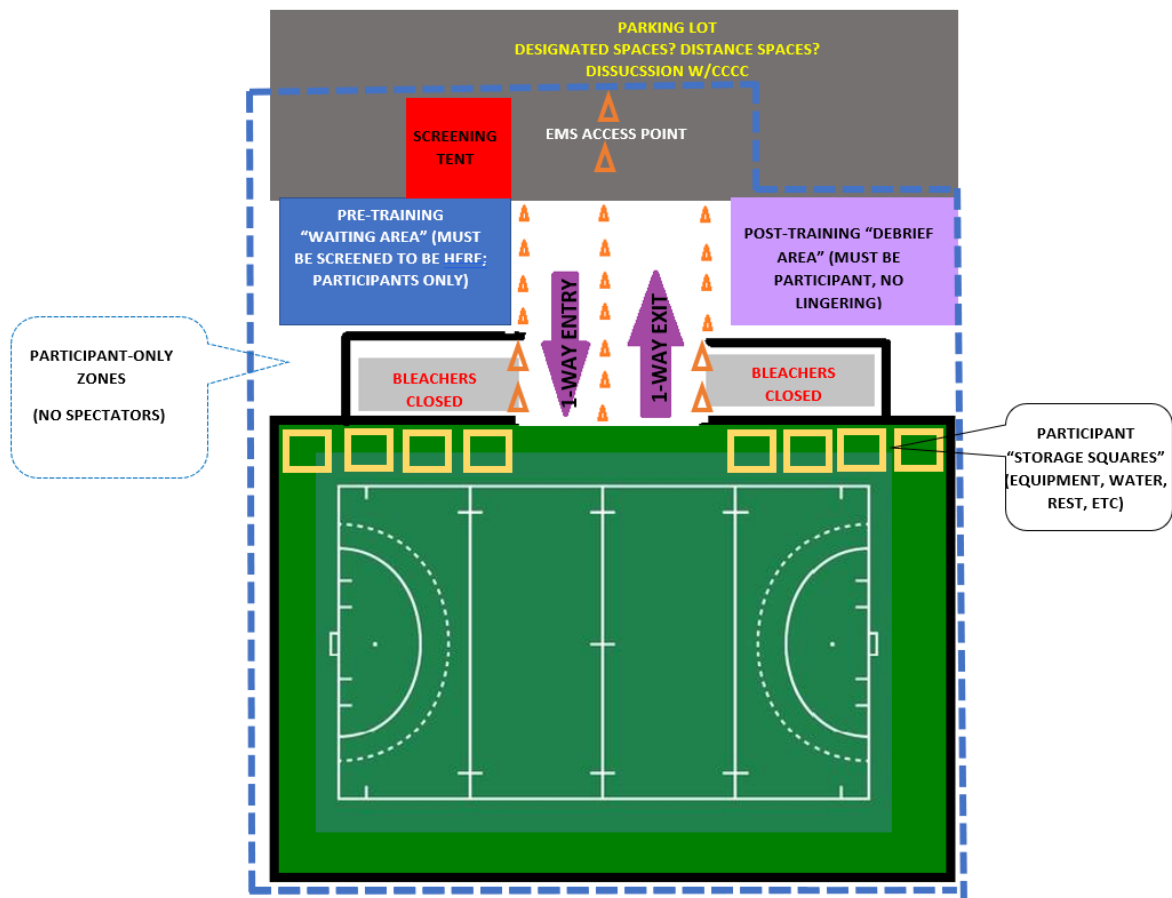 PARKING LOT
DESIGNATED SPACES? DISTANCE SPACES?
DISSUCSSION W/CCCC
SCREENING
TENT
EMS ACCESS POINT
PRE-TRAINING
“WAITING AREA” (MUST
BE SCREENED TO BE HERE;
PARTICIPANTS ONLY)
POST-TRAINING “DEBRIEF
AREA” (MUST BE
PARTICIPANT, NO
LINGERING)
1-WAY ENTRY
1-WAY EXIT
PARTICIPANT-ONLY
ZONES
(NO SPECTATORS)
BLEACHERS
CLOSED
BLEACHERS
CLOSED
PARTICIPANT
“STORAGE SQUARES”
(EQUIPMENT, WATER,
REST, ETC)